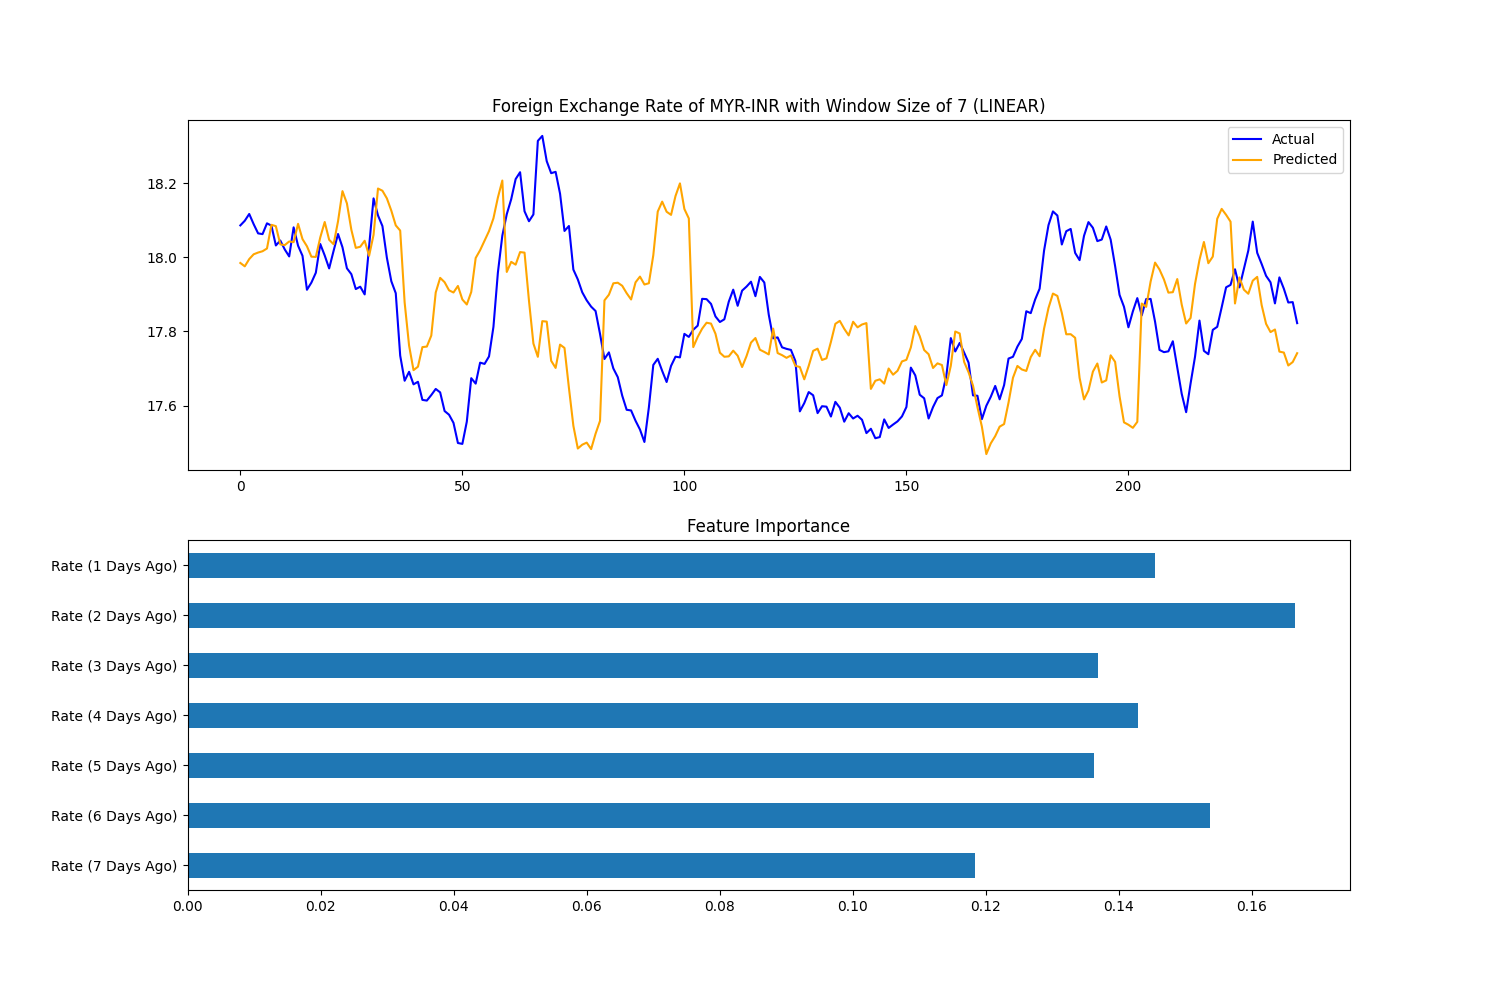 Foreign Exchange Rate of MYR-INR with Window Size of 7 (LINEAR)
Actual
Predicted
18.2
18.0
17.8
17.6
0 50 100 150 200
Feature Importance
Rate (1 Days Ago)
Rate (2 Days Ago)
Rate (3 Days Ago)
Rate (4 Days Ago)
Rate (5 Days Ago)
Rate (6 Days Ago)
Rate (7 Days Ago)
0.00 0.02 0.04 0.06 0.08 0.10 0.12 0.14 0.16